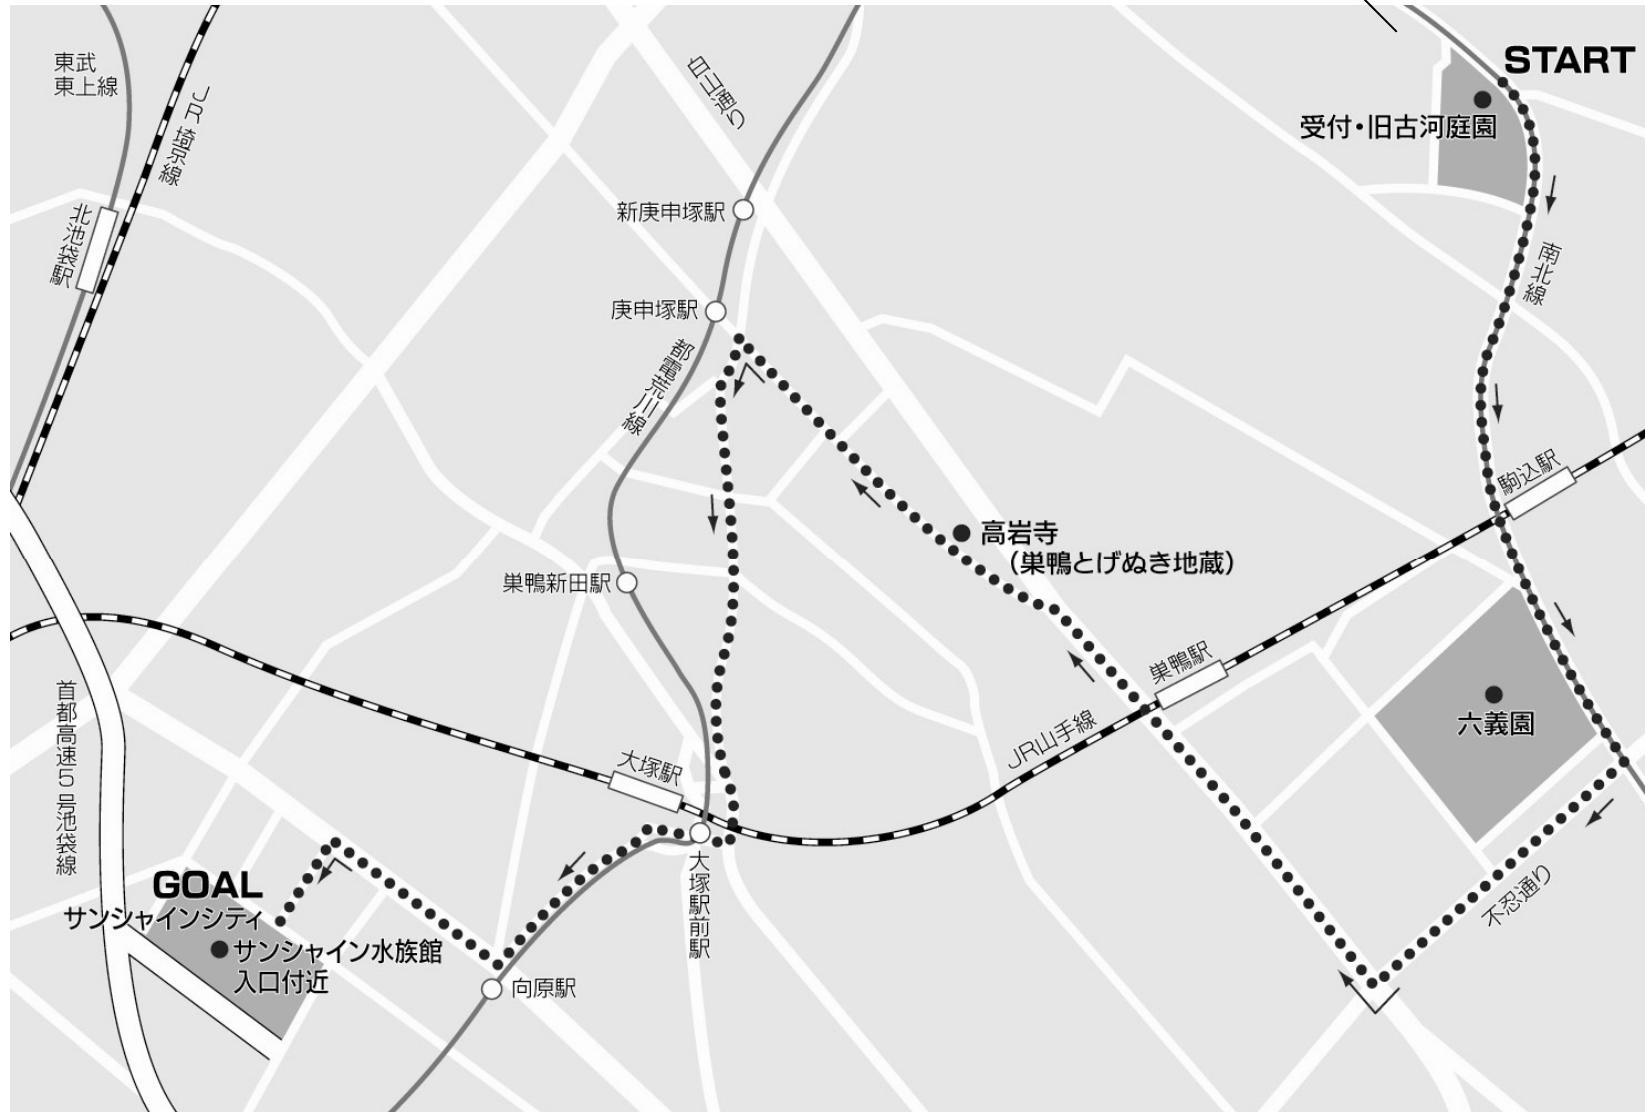 東武
東上線
JR埼京線
白山通り
START
受付・旧古河庭園
北池袋駅
新庚申塚駅
南北線
庚申塚駅
都電荒川線
駒込駅
高岩寺
（巣鴨とげぬき地蔵）
巣鴨新田駅
巣鴨駅
六義園
首都高速5号池袋線
JR山手線
大塚駅
GOAL
サンシャインシティ
サンシャイン水族館
入口付近
大塚駅前駅
不忍通り
向原駅